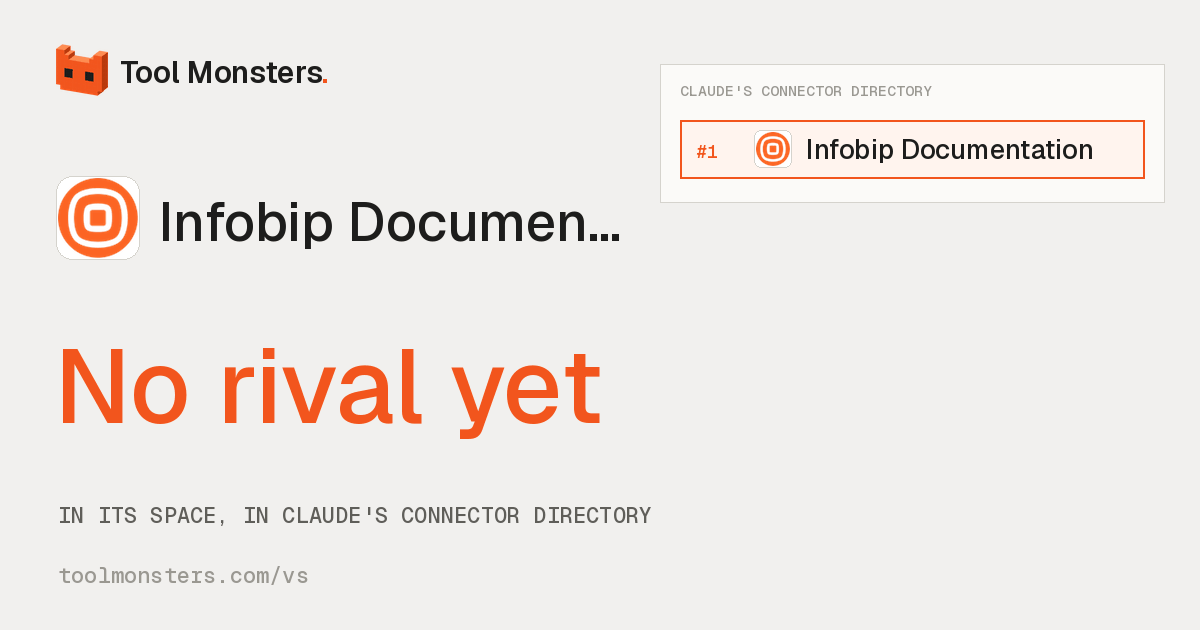 Tool Monsters.
Infobip Documen...
No rival yet
IN ITS SPACE, IN CLAUDE'S CONNECTOR DIRECTORY
toolmonsters.com/vs
CLAUDE'S CONNECTOR DIRECTORY
#1 Infobip Documentation